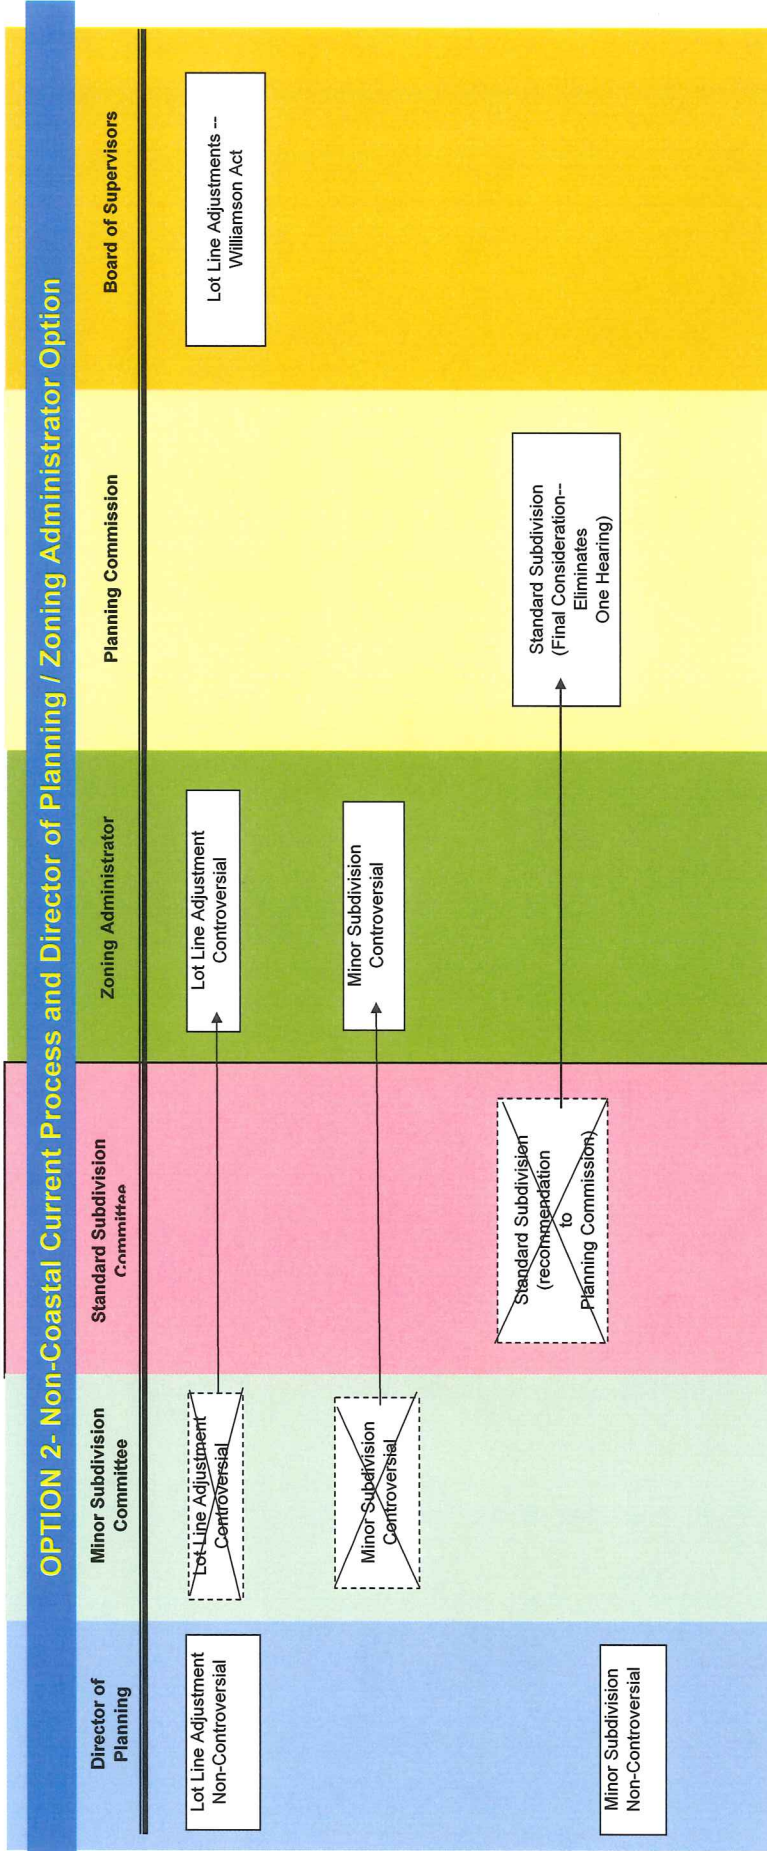 OPTION 2- Non-Coastal Current Process and Director of Planning / Zoning Administrator Option
Director of
Planning
Minor Subdivision
Committee
Standard Subdivision
Committee
Zoning Administrator
Planning Commission
Board of Supervisors
Lot Line Adjustment
Non-Controversial
Lot Line Adjustment
Controversial
Lot Line Adjustment
Controversial
Lot Line Adjustments --
Williamson Act
Minor Subdivision
Controversial
Minor Subdivision
Controversial
Standard Subdivision
(recommendation
to
Planning Commission)
Standard Subdivision
(Final Consideration--
Eliminates
One Hearing)
Minor Subdivision
Non-Controversial